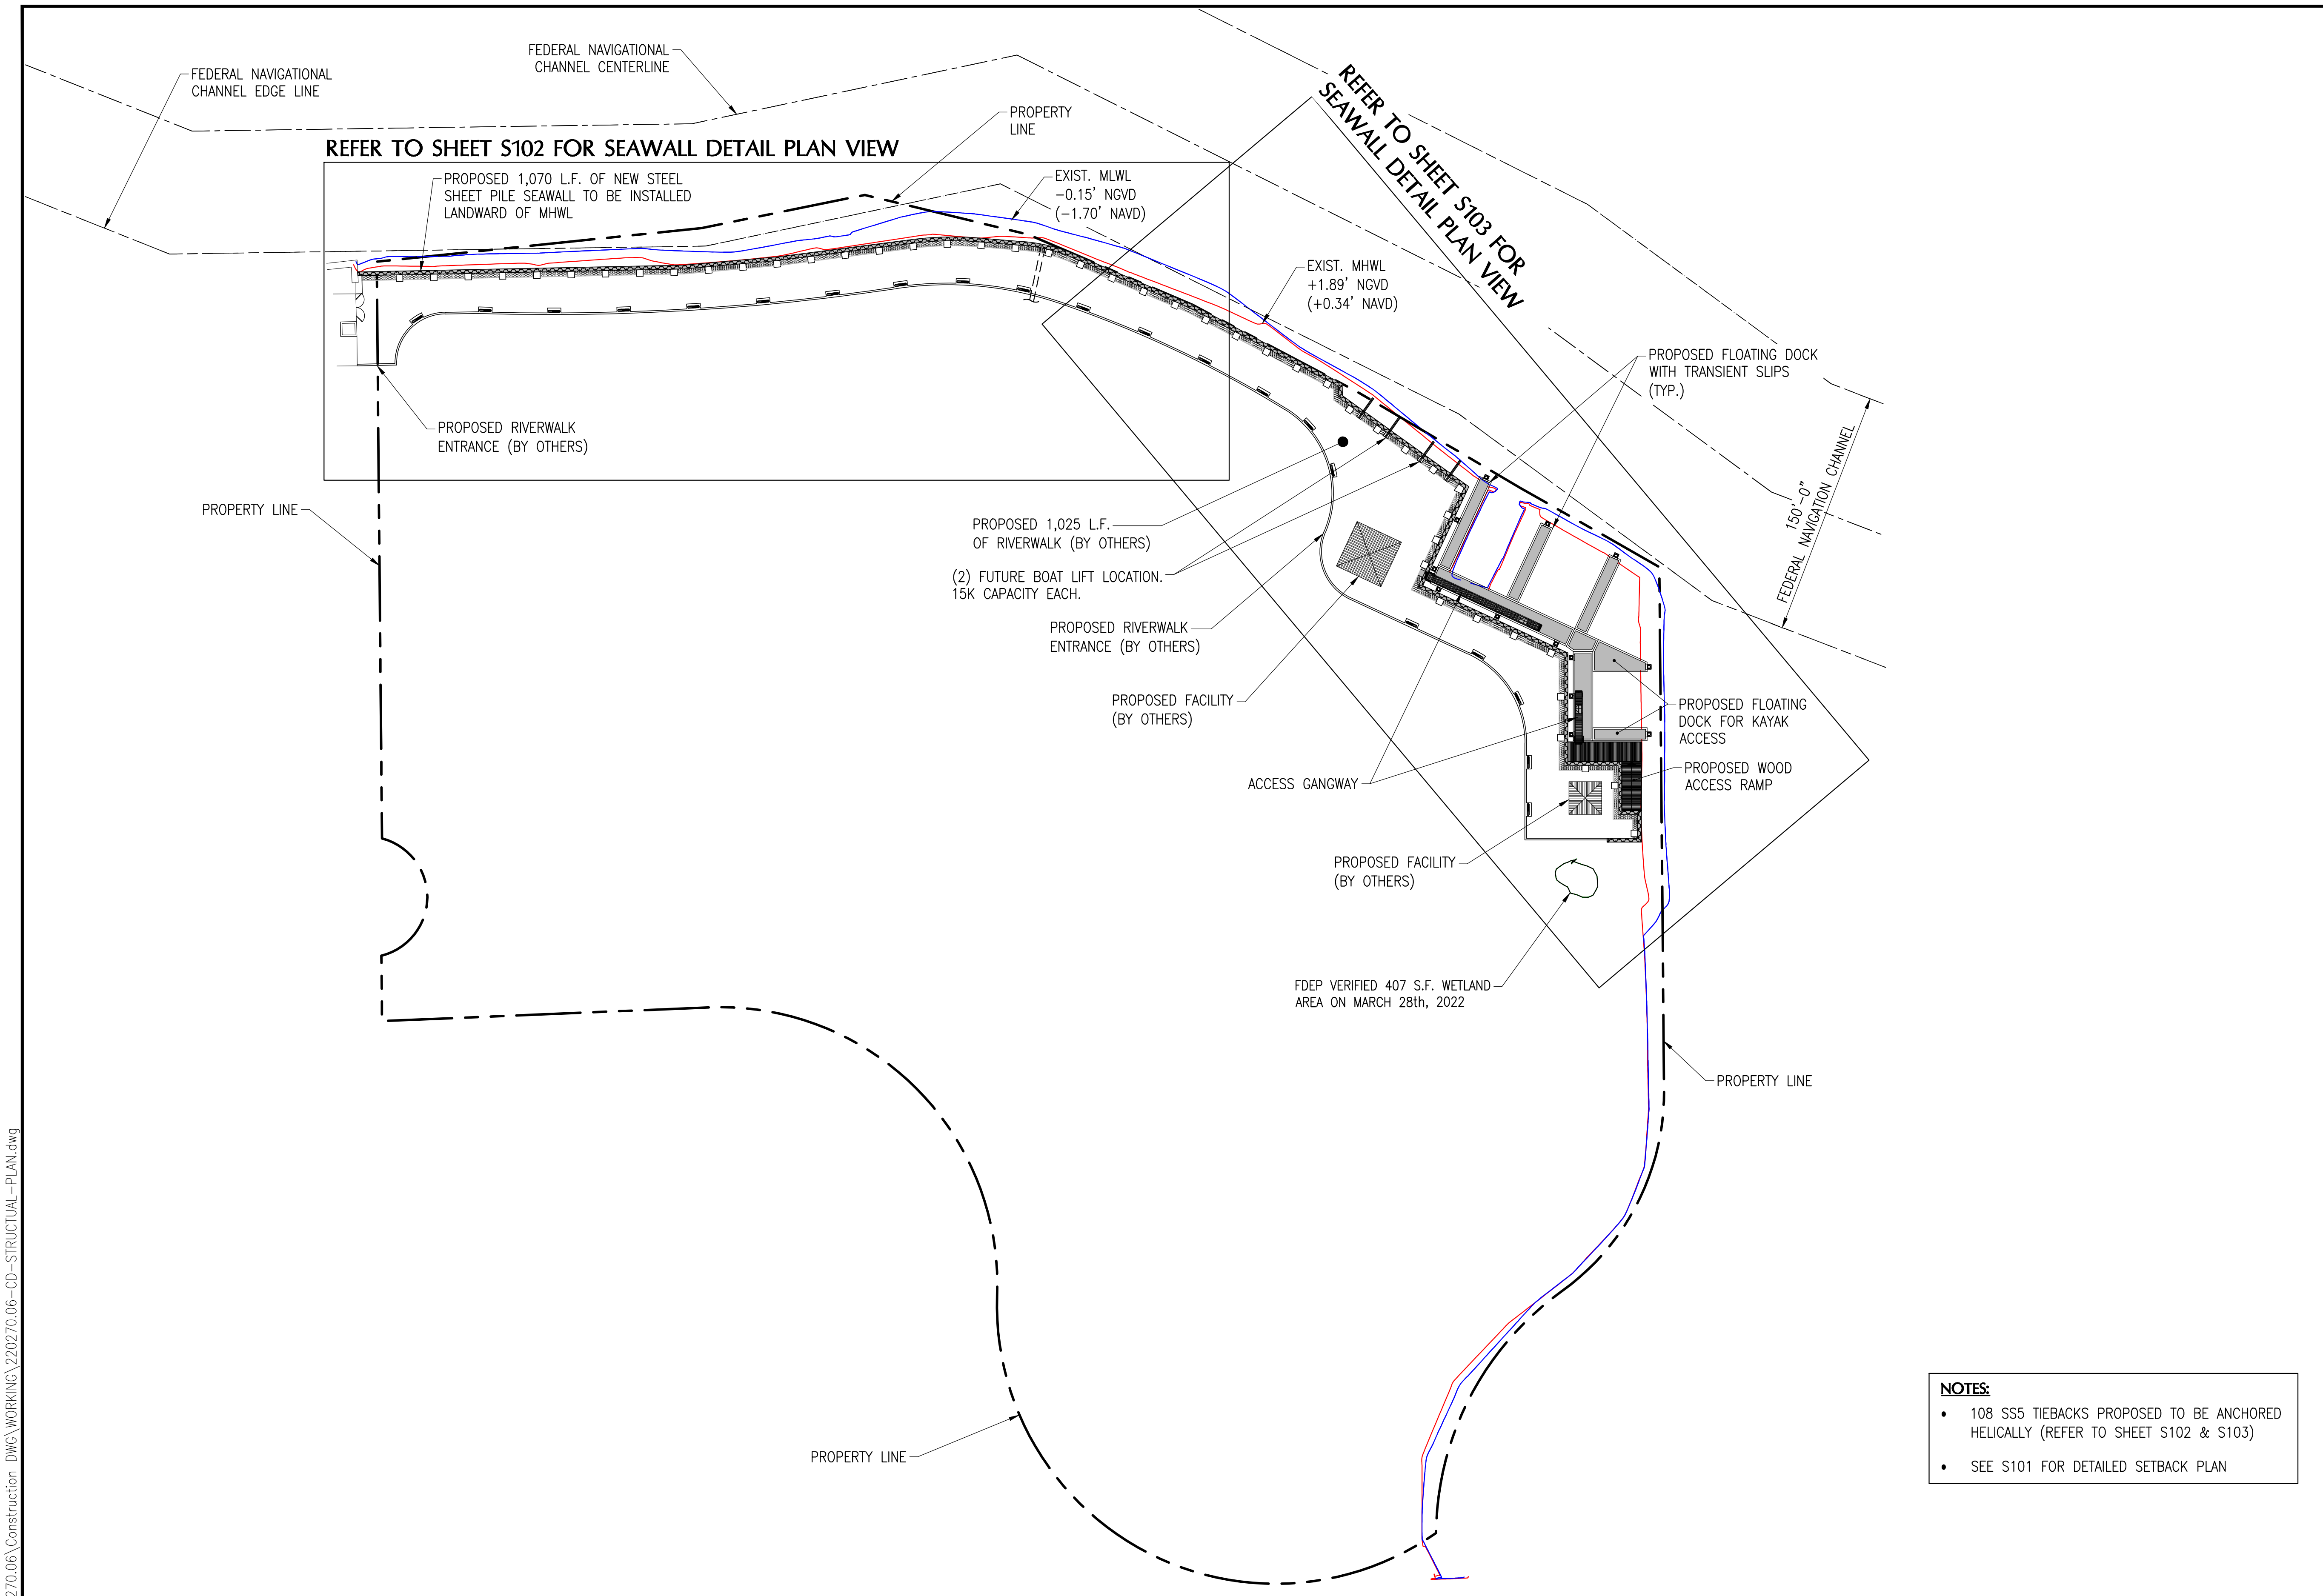 FEDERAL NAVIGATIONAL
CHANNEL EDGE LINE
FEDERAL NAVIGATIONAL
CHANNEL CENTERLINE
PROPERTY
LINE
REFER TO SHEET S102 FOR SEAWALL DETAIL PLAN VIEW
PROPOSED 1,070 L.F. OF NEW STEEL
SHEET PILE SEAWALL TO BE INSTALLED
LANDWARD OF MHWL
EXIST. MLWL
-0.15' NGVD
(-1.70' NAVD)
REFER TO SHEET S103 FOR
SEAWALL DETAIL PLAN VIEW
EXIST. MHWL
+1.89' NGVD
(+0.34' NAVD)
PROPOSED FLOATING DOCK
WITH TRANSIENT SLIPS
(TYP.)
150'-0"
FEDERAL NAVIGATION CHANNEL
PROPOSED RIVERWALK
ENTRANCE (BY OTHERS)
PROPERTY LINE
PROPOSED 1,025 L.F.
OF RIVERWALK (BY OTHERS)
(2) FUTURE BOAT LIFT LOCATION.
15K CAPACITY EACH.
PROPOSED RIVERWALK
ENTRANCE (BY OTHERS)
PROPOSED FACILITY
(BY OTHERS)
PROPOSED FLOATING
DOCK FOR KAYAK
ACCESS
PROPOSED WOOD
ACCESS RAMP
ACCESS GANGWAY
PROPOSED FACILITY
(BY OTHERS)
FDEP VERIFIED 407 S.F. WETLAND
AREA ON MARCH 28th, 2022
PROPERTY LINE
PROPERTY LINE
NOTES:
• 108 SS5 TIEBACKS PROPOSED TO BE ANCHORED
HELICALLY (REFER TO SHEET S102 & S103)
• SEE S101 FOR DETAILED SETBACK PLAN
270.06\Construction DWG\WORKING\220270.06-CD-STRUCTUAL-PLAN.dwg